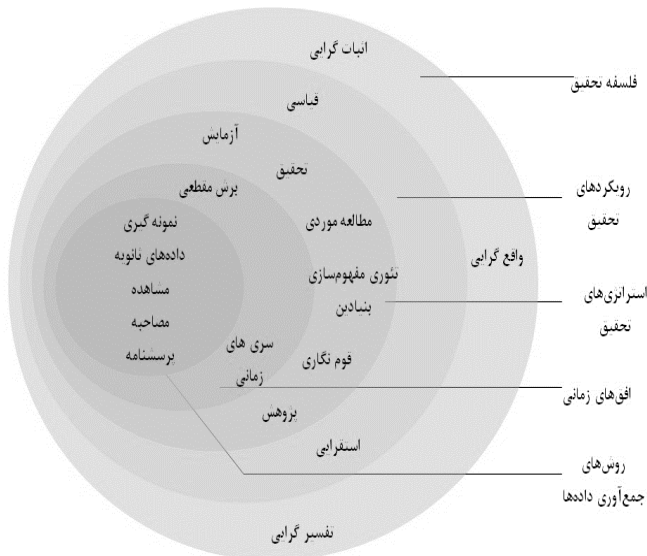 اثبات گرایی
فلسفه تحقیق
قیاسی
آزمایش
تحقیق
برش مقطعی
رویکردهای
تحقیق
نمونه گیری
مطالعه موردی
داده‌های ثانویه
واقع گرایی
تئوری مفهوم‌سازی
بنیادین
مشاهده
استراتژی‌های
تحقیق
مصاحبه
پرسشنامه
سری های
زمانی
قوم نگاری
افق‌های زمانی
پژوهش
استقرایی
روش‌های
جمع‌آوری داده‌ها
تفسیر گرایی